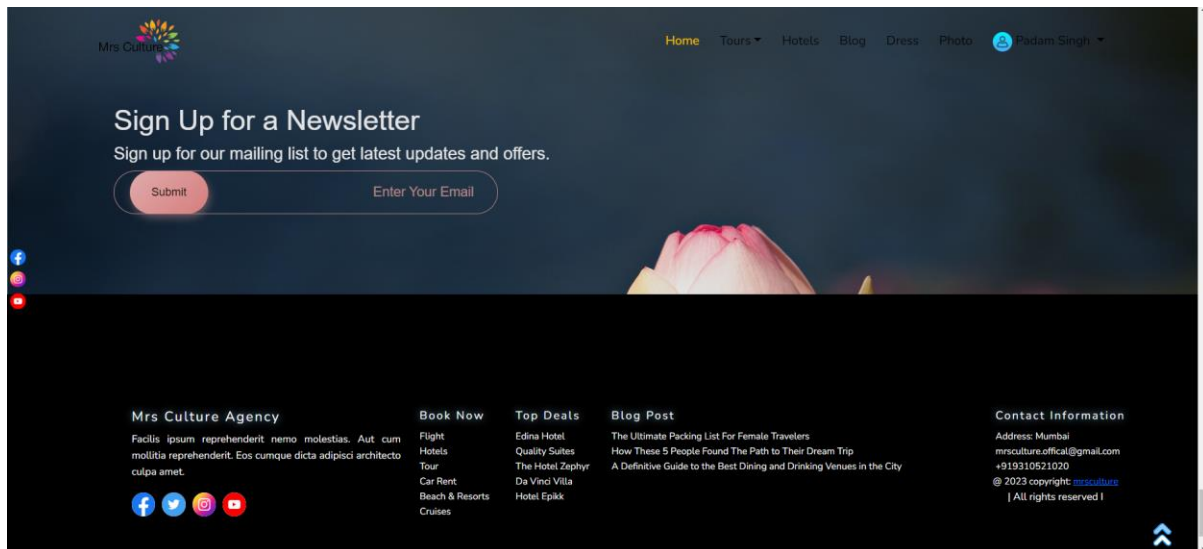 Mrs Culture
Home Tours Hotels Blog Dress Photo Padam Singh
Sign Up for a Newsletter
Sign up for our mailing list to get latest updates and offers.
Submit
Enter Your Email
Mrs Culture Agency
Facilis ipsum reprehenderit nemo molestias. Aut cum
mollitia reprehenderit. Eos cumque dicta adipisci architecto
culpa amet.
Book Now
Flight
Hotels
Tour
Car Rent
Beach & Resorts
Cruises
Top Deals
Edina Hotel
Quality Suites
The Hotel Zephyr
Da Vinci Villa
Hotel Epikk
Blog Post
The Ultimate Packing List For Female Travelers
How These 5 People Found The Path to Their Dream Trip
A Definitive Guide to the Best Dining and Drinking Venues in the City
Contact Information
Address: Mumbai
mrsculture.offical@gmail.com
+919310521020
@ 2023 copyright: mrsculture
| All rights reserved I